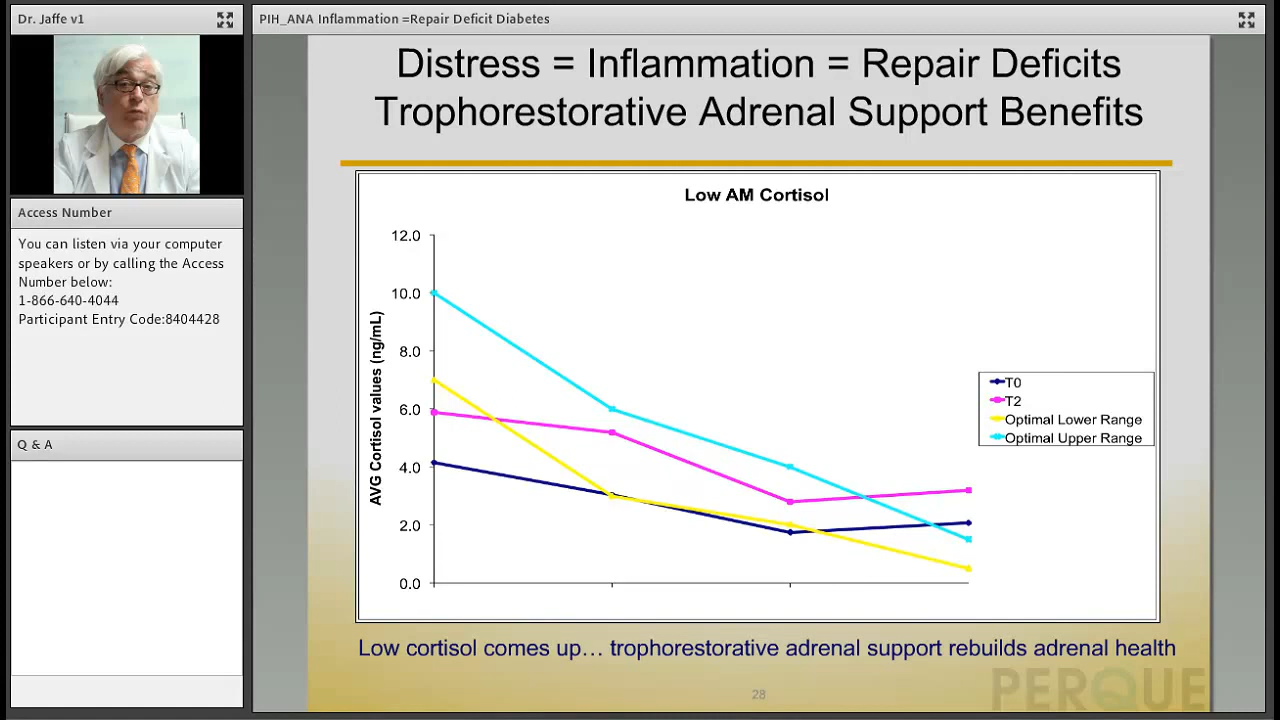 Dr. Jaffe v1
PIH_ANA Inflammation =Repair Deficit Diabetes
Access Number
You can listen via your computer
speakers or by calling the Access
Number below:
1-866-640-4044
Participant Entry Code:8404428
Q & A
Distress = Inflammation = Repair Deficits
Trophorestorative Adrenal Support Benefits
Low AM Cortisol
AVG Cortisol values (ng/mL)
12.0
10.0
8.0
6.0
4.0
2.0
0.0
T0
T2
Optimal Lower Range
Optimal Upper Range
Low cortisol comes up… trophorestorative adrenal support rebuilds adrenal health
28
PERQUE